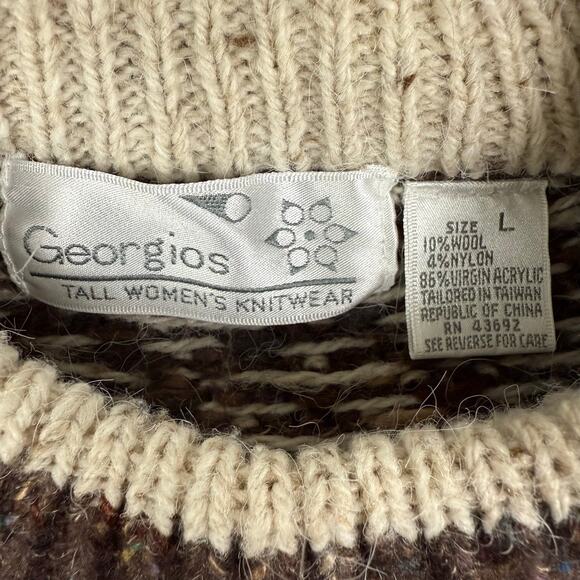 Georgios
TALL WOMEN'S KNITWEAR
SIZE L
10% WOOL
4% NYLON
86% VIRGIN ACRYLIC
TAILORED IN TAIWAN
REPUBLIC OF CHINA
RN 43692
SEE REVERSE FOR CARE